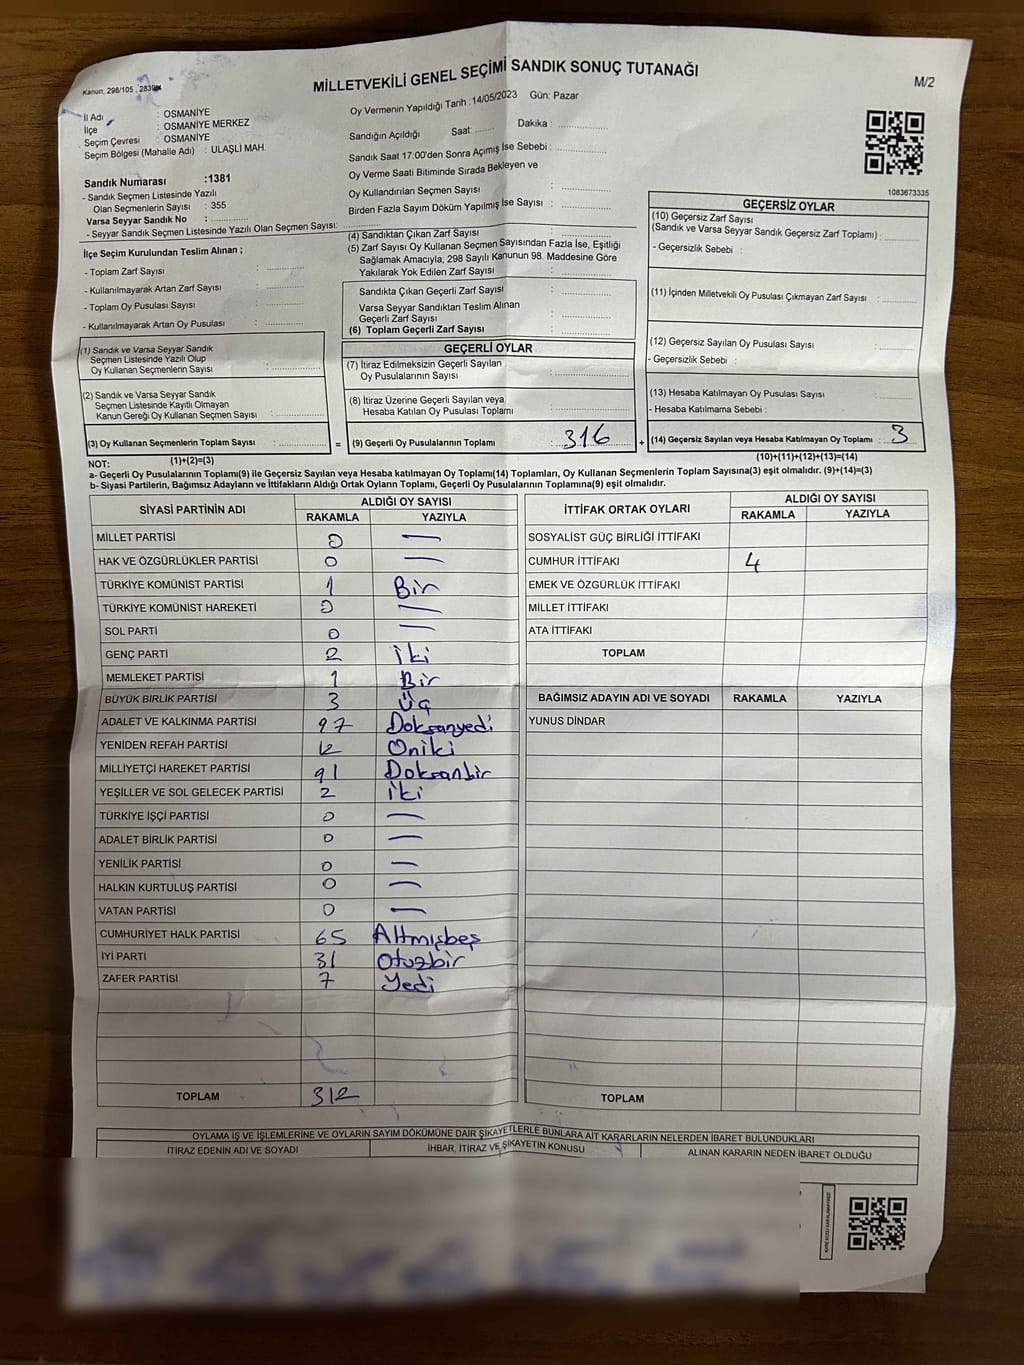 Kanun, 298/105
MİLLETVEKİLİ GENEL SEÇİMİ SANDIK SONUÇ TUTANAĞI
M/2
İl Adı : OSMANİYE
İlçe : OSMANİYE MERKEZ
Seçim Çevresi : OSMANİYE
Seçim Bölgesi (Mahalle Adı) : ULAŞLI MAH.
Sandık Numarası :1381
- Sandık Seçmen Listesinde Yazılı
Olan Seçmenlerin Sayısı : 355
Varsa Seyyar Sandık No : ..............
- Seyyar Sandık Seçmen Listesinde Yazılı Olan Seçmen Sayısı: ..............
Oy Vermenin Yapıldığı Tarih :14/05/2023 Gün: Pazar
Sandığın Açıldığı Saat: ....... Dakika : ..............
Sandık Saat 17:00'den Sonra Açımış İse Sebebi : ..............
Oy Verme Saati Bitiminde Sırada Bekleyen ve
Oy Kullandırılan Seçmen Sayısı : ..............
Birden Fazla Sayım Döküm Yapılmış İse Sayısı : ..............
1083673335
İlçe Seçim Kurulundan Teslim Alınan ;
- Toplam Zarf Sayısı : ..............
- Kullanılmayarak Artan Zarf Sayısı : ..............
- Toplam Oy Pusulası Sayısı : ..............
- Kullanılmayarak Artan Oy Pusulası : ..............
(4) Sandıktan Çıkan Zarf Sayısı : ..............
(5) Zarf Sayısı Oy Kullanan Seçmen Sayısından Fazla İse, Eşitliği
Sağlamak Amacıyla; 298 Sayılı Kanunun 98. Maddesine Göre
Yakılarak Yok Edilen Zarf Sayısı : ..............
Sandıkta Çıkan Geçerli Zarf Sayısı : ..............
Varsa Seyyar Sandıktan Teslim Alınan
Geçerli Zarf Sayısı : ..............
(6) Toplam Geçerli Zarf Sayısı : ..............
GEÇERSİZ OYLAR
(10) Geçersiz Zarf Sayısı
(Sandık ve Varsa Seyyar Sandık Geçersiz Zarf Toplamı) : ..............
- Geçersizlik Sebebi :
(11) İçinden Milletvekili Oy Pusulası Çıkmayan Zarf Sayısı : ..............
(12) Geçersiz Sayılan Oy Pusulası Sayısı : ..............
- Geçersizlik Sebebi :
(13) Hesaba Katılmayan Oy Pusulası Sayısı : ..............
- Hesaba Katılmama Sebebi :
(14) Geçersiz Sayılan veya Hesaba Katılmayan Oy Toplamı : 3
(10)+(11)+(12)+(13)=(14)
(1) Sandık ve Varsa Seyyar Sandık
Seçmen Listesinde Yazılı Olup
Oy Kullanan Seçmenlerin Sayısı : ..............
(2) Sandık ve Varsa Seyyar Sandık
Seçmen Listesinde Kayıtlı Olmayan
Kanun Gereği Oy Kullanan Seçmen Sayısı : ..............
(3) Oy Kullanan Seçmenlerin Toplam Sayısı : .............. =
(1)+(2)=(3)
GEÇERLİ OYLAR
(7) İtiraz Edilmeksizin Geçerli Sayılan
Oy Pusulalarının Sayısı : ..............
(8) İtiraz Üzerine Geçerli Sayılan veya
Hesaba Katılan Oy Pusulası Toplamı : ..............
(9) Geçerli Oy Pusulalarının Toplamı : 316 +
NOT:
a- Geçerli Oy Pusulalarının Toplamı(9) ile Geçersiz Sayılan veya Hesaba katılmayan Oy Toplamı(14) Toplamları, Oy Kullanan Seçmenlerin Toplam Sayısına(3) eşit olmalıdır. (9)+(14)=(3)
b- Siyasi Partilerin, Bağımsız Adayların ve İttifakların Aldığı Ortak Oyların Toplamı, Geçerli Oy Pusulalarının Toplamına(9) eşit olmalıdır.
SİYASİ PARTİNİN ADI ALDIĞI OY SAYISI
RAKAMLA YAZIYLA
MİLLET PARTİSİ 0 —
HAK VE ÖZGÜRLÜKLER PARTİSİ 0 —
TÜRKİYE KOMÜNİST PARTİSİ 1 Bir
TÜRKİYE KOMÜNİST HAREKETİ 0 —
SOL PARTİ 0 —
GENÇ PARTİ 2 İki
MEMLEKET PARTİSİ 1 Bir
BÜYÜK BİRLİK PARTİSİ 3 Üç
ADALET VE KALKINMA PARTİSİ 97 Doksanyedi
YENİDEN REFAH PARTİSİ 12 Oniki
MİLLİYETÇİ HAREKET PARTİSİ 91 Doksanbir
YEŞİLLER VE SOL GELECEK PARTİSİ 2 iki
TÜRKİYE İŞÇİ PARTİSİ 0 —
ADALET BİRLİK PARTİSİ 0 —
YENİLİK PARTİSİ 0 —
HALKIN KURTULUŞ PARTİSİ 0 —
VATAN PARTİSİ 0 —
CUMHURİYET HALK PARTİSİ 65 Altmışbeş
İYİ PARTİ 31 Otuzbir
ZAFER PARTİSİ 7 Yedi
TOPLAM 312
İTTİFAK ORTAK OYLARI ALDIĞI OY SAYISI
RAKAMLA YAZIYLA
SOSYALİST GÜÇ BİRLİĞİ İTTİFAKI
CUMHUR İTTİFAKI 4
EMEK VE ÖZGÜRLÜK İTTİFAKI
MİLLET İTTİFAKI
ATA İTTİFAKI
TOPLAM
BAĞIMSIZ ADAYIN ADI VE SOYADI RAKAMLA YAZIYLA
YUNUS DİNDAR
TOPLAM
OYLAMA İŞ VE İŞLEMLERİNE VE OYLARIN SAYIM DÖKÜMÜNE DAİR ŞİKAYETLERLE BUNLARA AİT KARARLARIN NELERDEN İBARET BULUNDUKLARI
İTİRAZ EDENİN ADI VE SOYADI İHBAR, İTİRAZ VE ŞİKAYETİN KONUSU ALINAN KARARIN NEDEN İBARET OLDUĞU